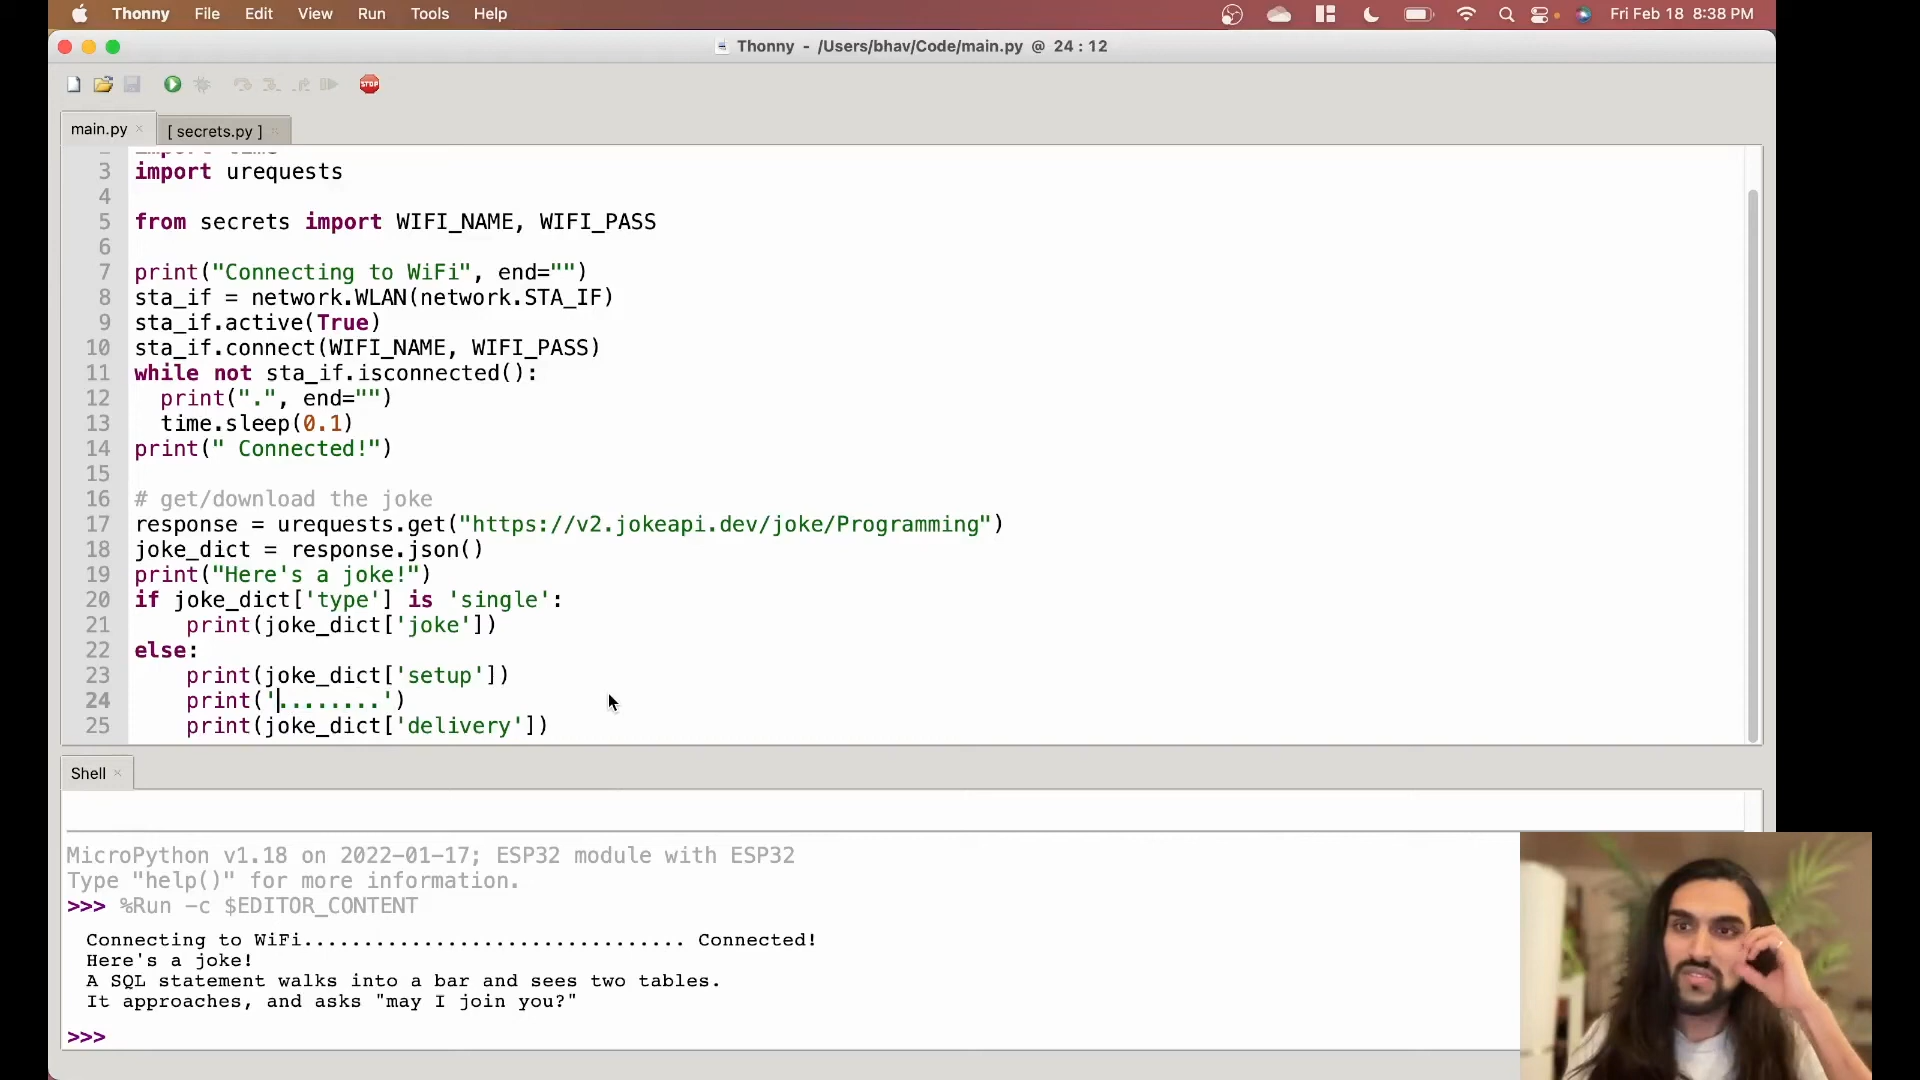 Thonny File Edit View Run Tools Help Fri Feb 18 8:38 PM
Thonny - /Users/bhav/Code/main.py @ 24 : 12
STOP
main.py × [ secrets.py ]
3 import urequests
4
5 from secrets import WIFI_NAME, WIFI_PASS
6
7 print("Connecting to WiFi", end="")
8 sta_if = network.WLAN(network.STA_IF)
9 sta_if.active(True)
10 sta_if.connect(WIFI_NAME, WIFI_PASS)
11 while not sta_if.isconnected():
12 print(".", end="")
13 time.sleep(0.1)
14 print(" Connected!")
15
16 # get/download the joke
17 response = urequests.get("https://v2.jokeapi.dev/joke/Programming")
18 joke_dict = response.json()
19 print("Here's a joke!")
20 if joke_dict['type'] is 'single':
21 print(joke_dict['joke'])
22 else:
23 print(joke_dict['setup'])
24 print('........')
25 print(joke_dict['delivery'])
Shell ×
MicroPython v1.18 on 2022-01-17; ESP32 module with ESP32
Type "help()" for more information.
>>> %Run -c $EDITOR_CONTENT
Connecting to WiFi................................ Connected!
Here's a joke!
A SQL statement walks into a bar and sees two tables.
It approaches, and asks "may I join you?"
>>>